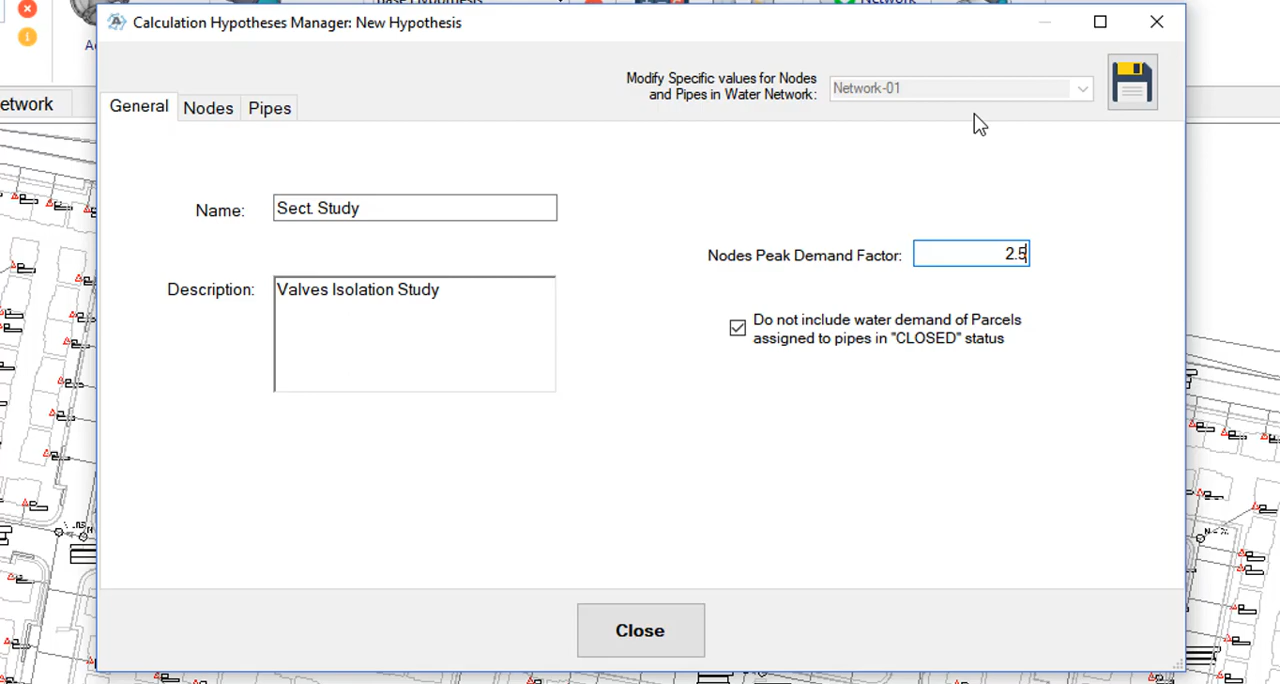 Calculation Hypotheses Manager: New Hypothesis
Modify Specific values for Nodes
and Pipes in Water Network:
Network-01
etwork
General
Nodes
Pipes
Name:
Sect. Study
Nodes Peak Demand Factor:
2.5
Description:
Valves Isolation Study
Do not include water demand of Parcels
assigned to pipes in "CLOSED" status
Close